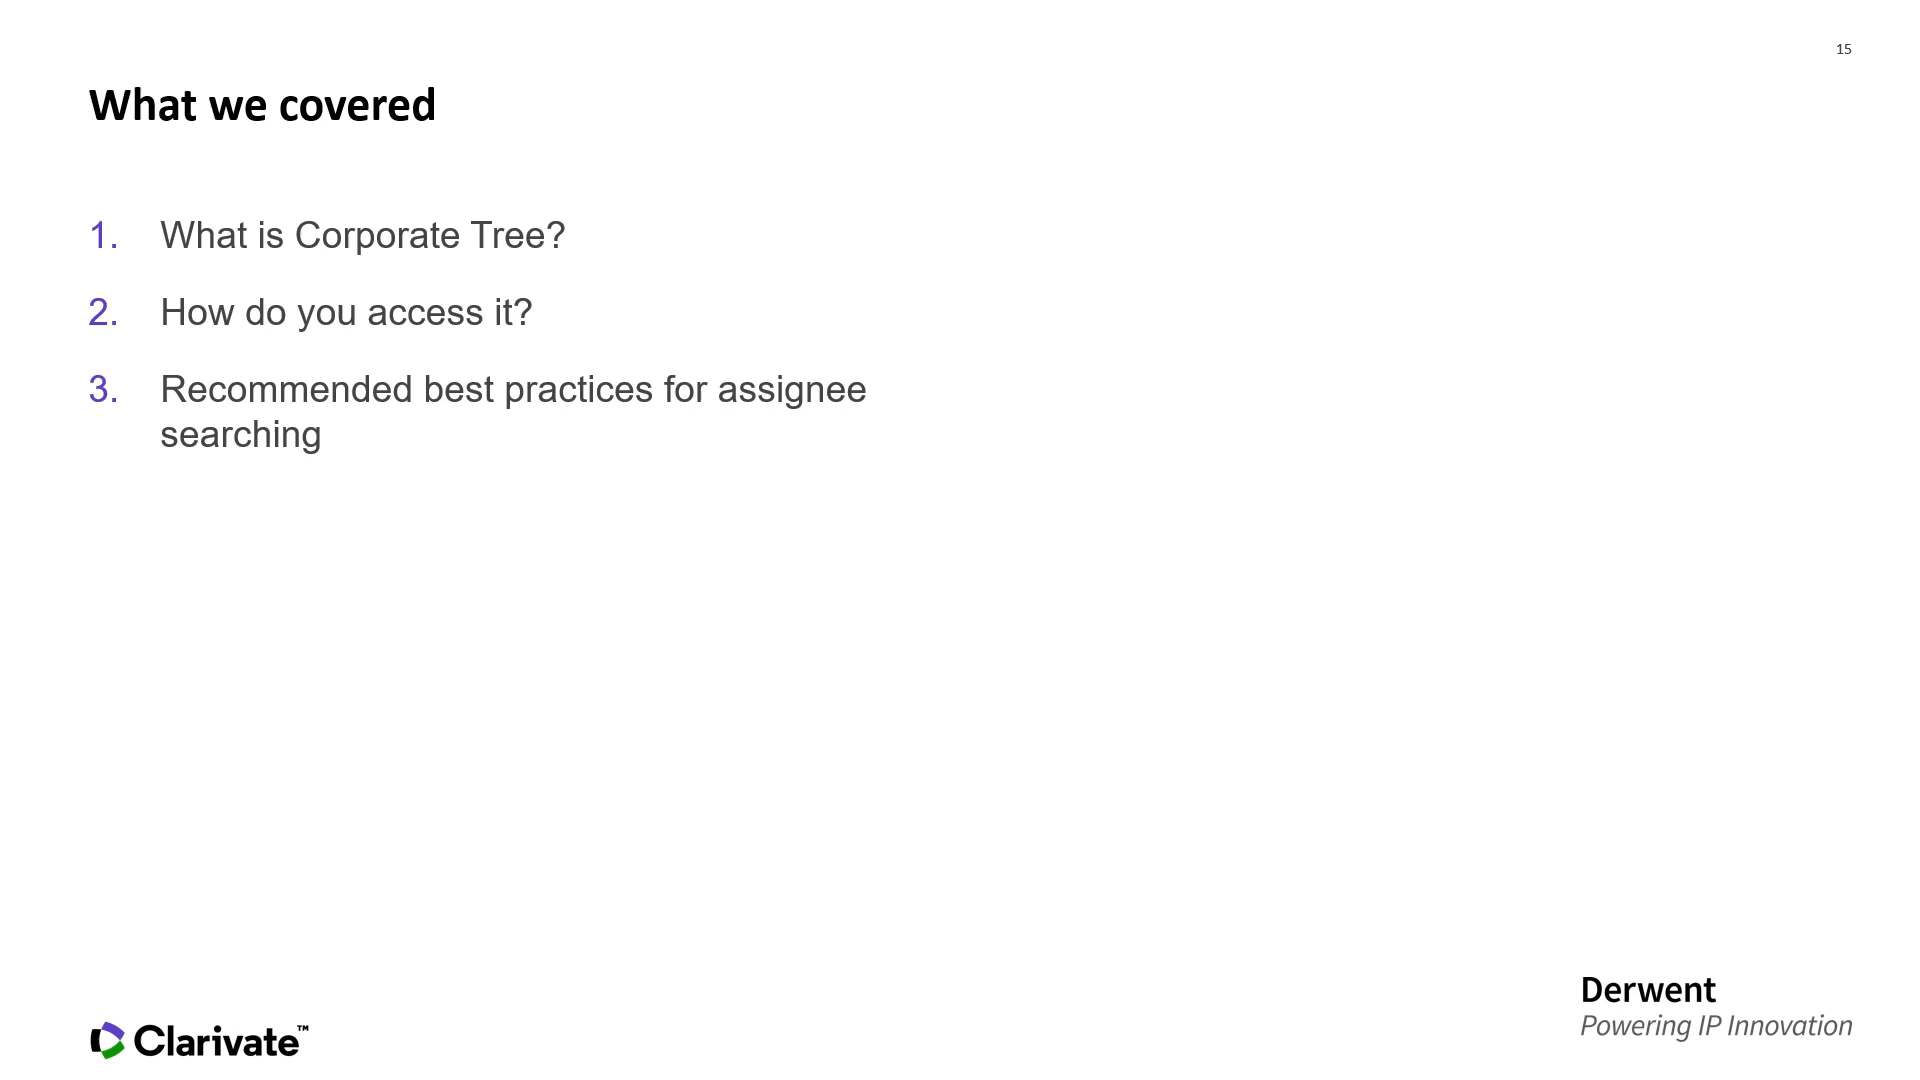 15
What we covered
1. What is Corporate Tree?
2. How do you access it?
3. Recommended best practices for assignee
searching
Derwent
Powering IP Innovation
Clarivate™